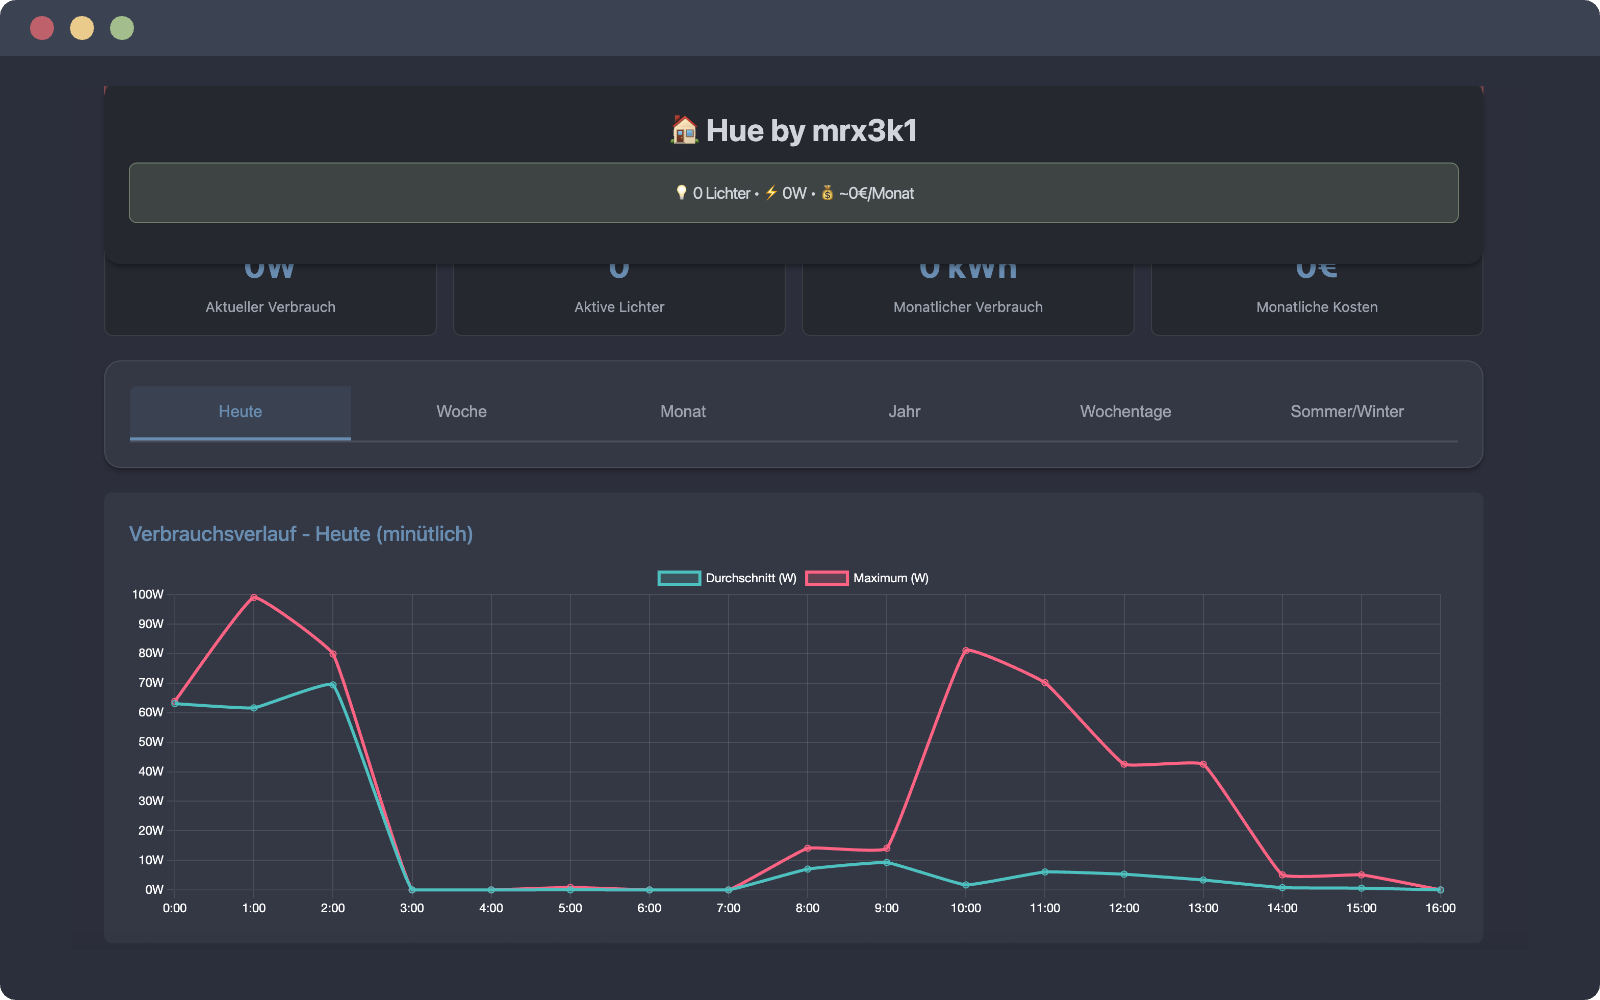 🏠 Hue by mrx3k1
💡 0 Lichter • ⚡ 0W • 💰 ~0€/Monat
0W
0
0 kWh
0€
Aktueller Verbrauch
Aktive Lichter
Monatlicher Verbrauch
Monatliche Kosten
Heute
Woche
Monat
Jahr
Wochentage
Sommer/Winter
Verbrauchsverlauf - Heute (minütlich)
Durchschnitt (W)
Maximum (W)
100W
90W
80W
70W
60W
50W
40W
30W
20W
10W
0W
0:00
1:00
2:00
3:00
4:00
5:00
6:00
7:00
8:00
9:00
10:00
11:00
12:00
13:00
14:00
15:00
16:00